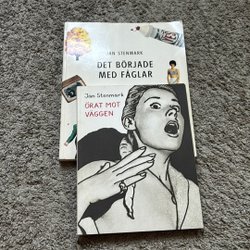 JAN STENMARK
DET BÖRJADE
MED FÅGLAR
Jan Stenmark
ÖRAT MOT
VÄGGEN